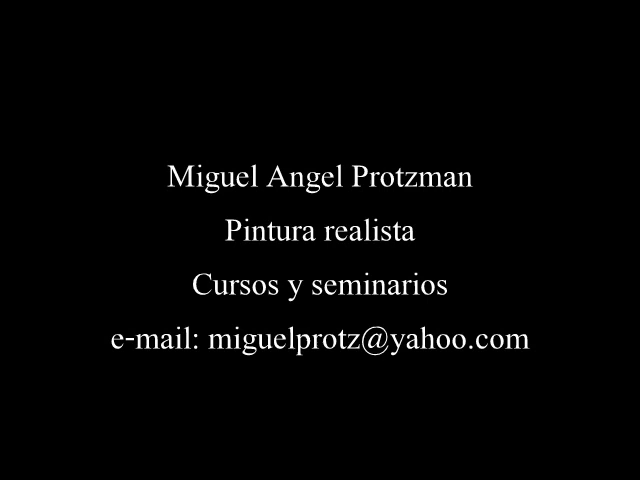 Miguel Angel Protzman
Pintura realista
Cursos y seminarios
e-mail: miguelprotz@yahoo.com